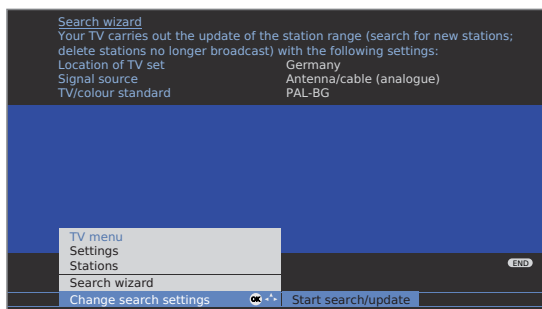 Search wizard
Your TV carries out the update of the station range (search for new stations;
delete stations no longer broadcast) with the following settings:
Location of TV set Germany
Signal source Antenna/cable (analogue)
TV/colour standard PAL-BG
TV menu
Settings
Stations
END
Search wizard
Change search settings OK Start search/update